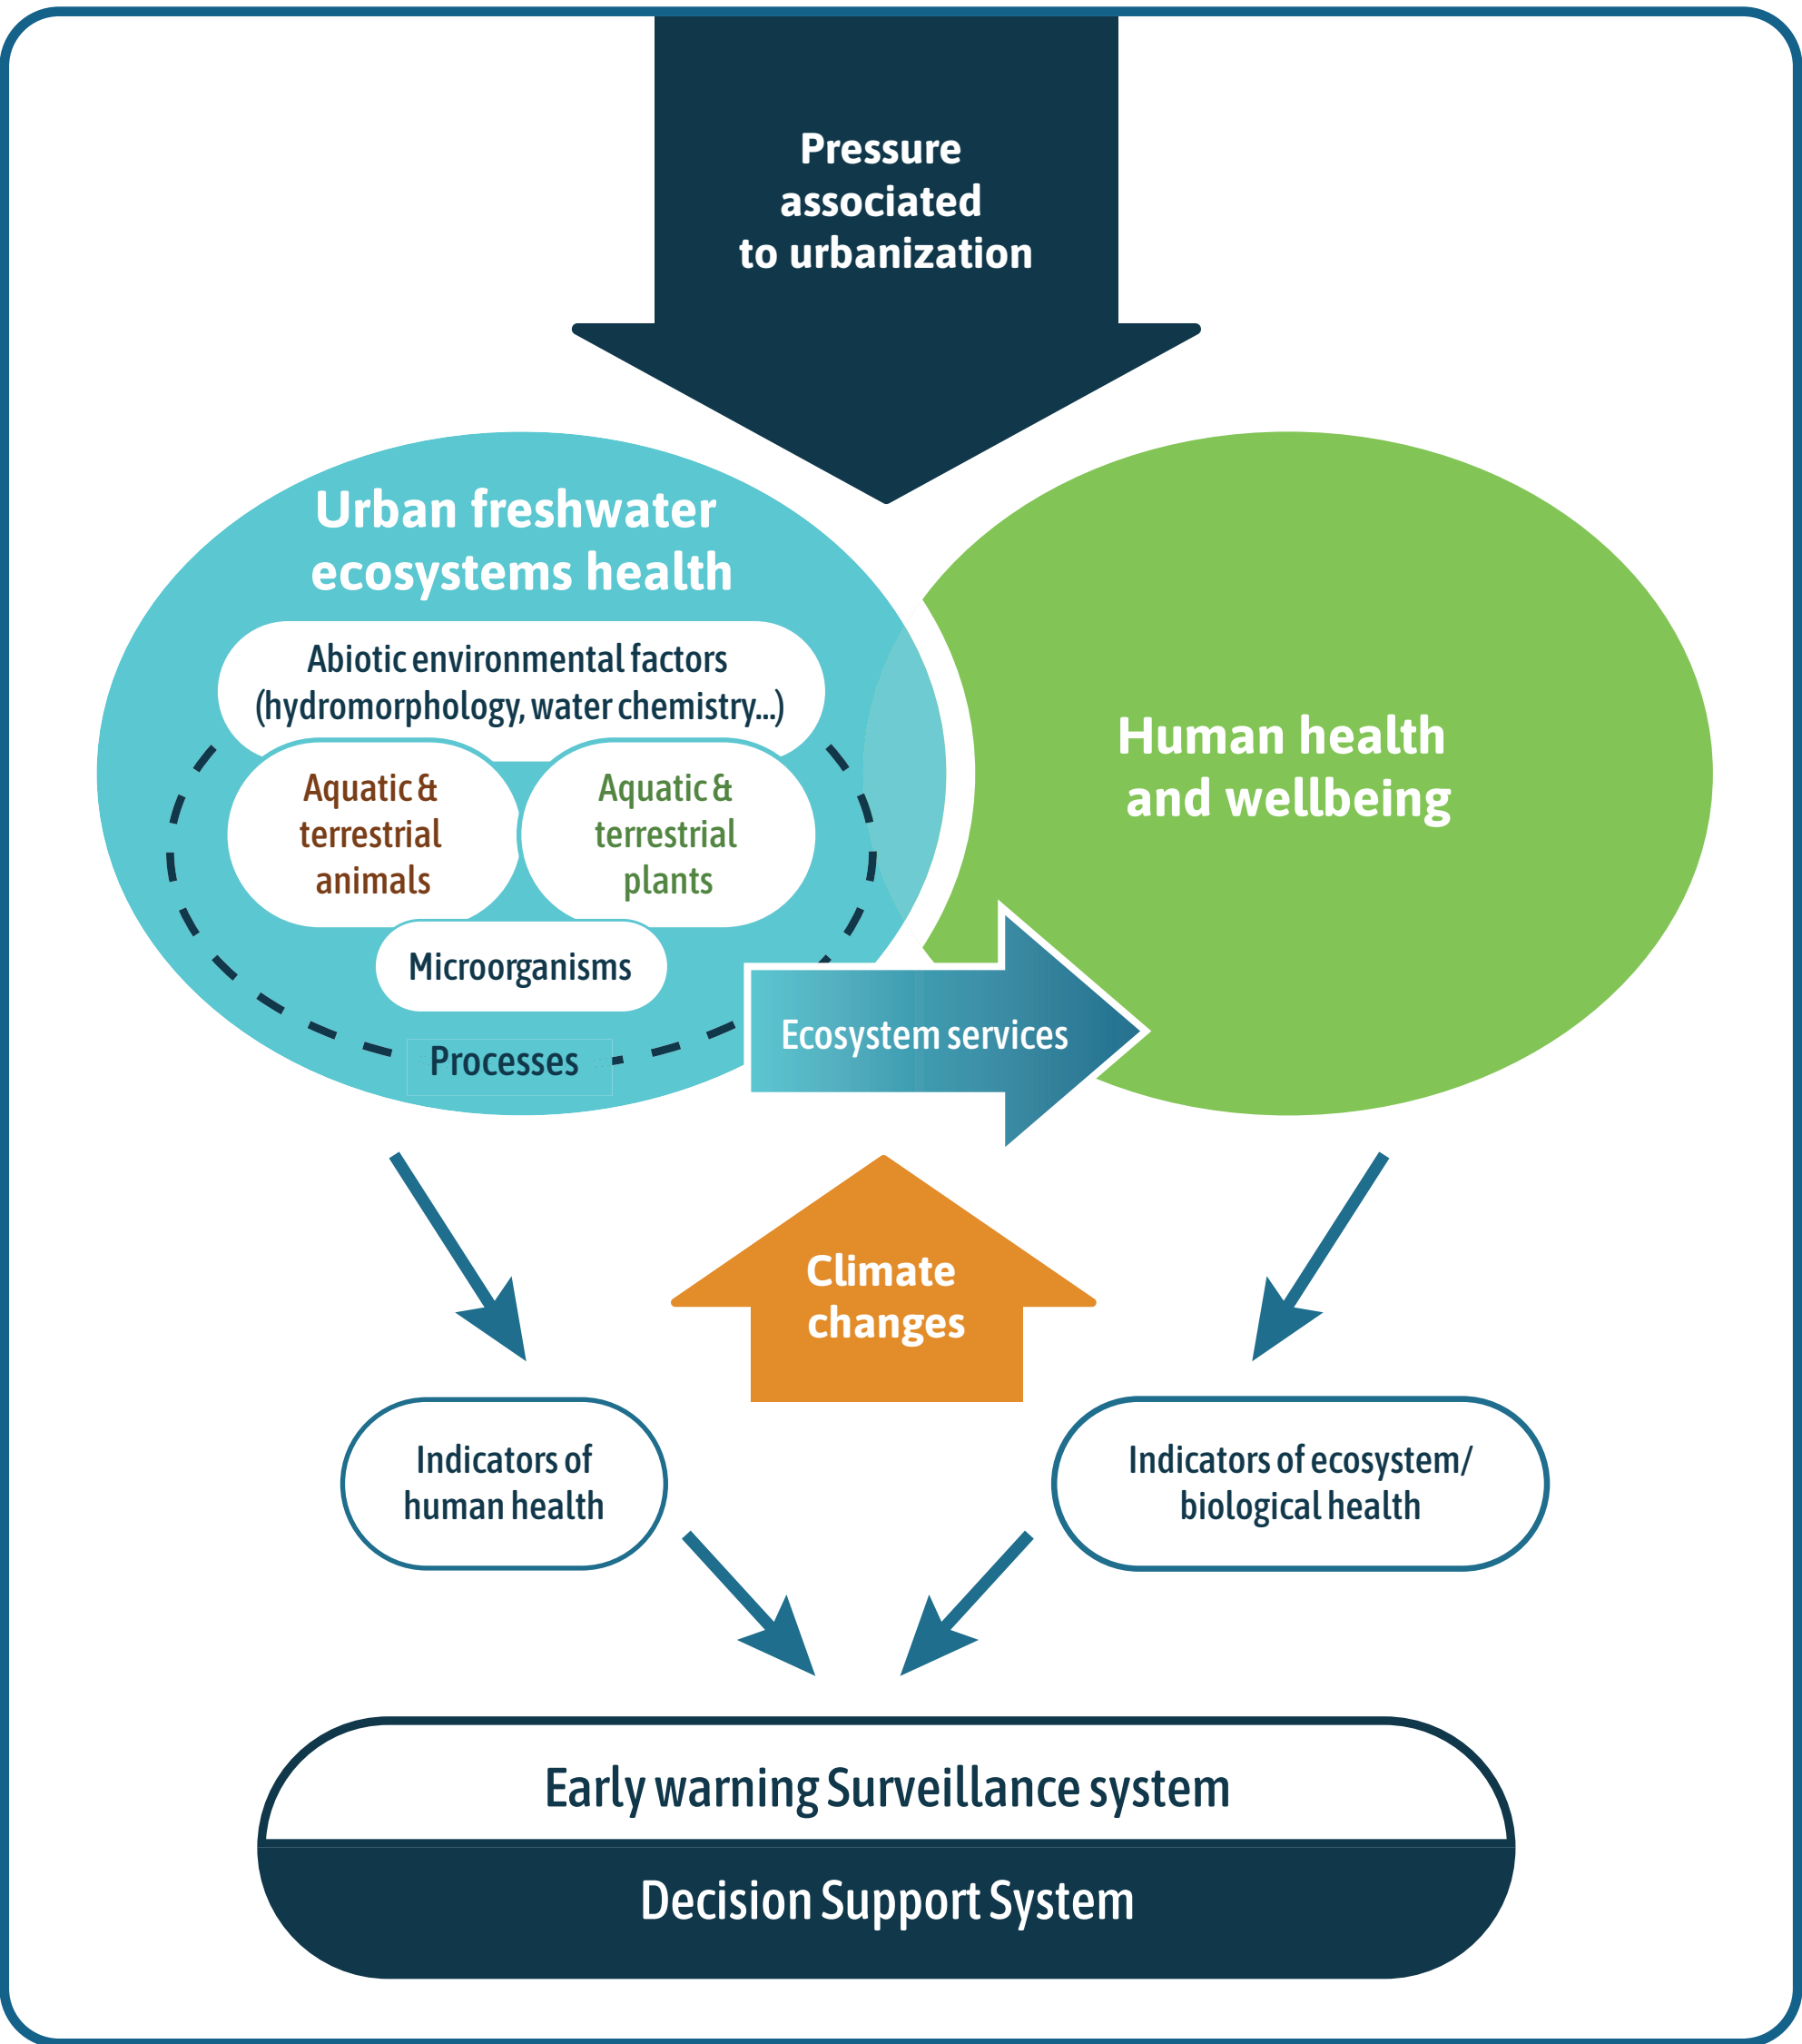 Pressure
associated
to urbanization
Urban freshwater
ecosystems health
Abiotic environmental factors
(hydromorphology, water chemistry...)
Aquatic &
terrestrial
animals
Aquatic &
terrestrial
plants
Microorganisms
Processes
Human health
and wellbeing
Ecosystem services
Climate
changes
Indicators of
human health
Indicators of ecosystem/
biological health
Early warning Surveillance system
Decision Support System